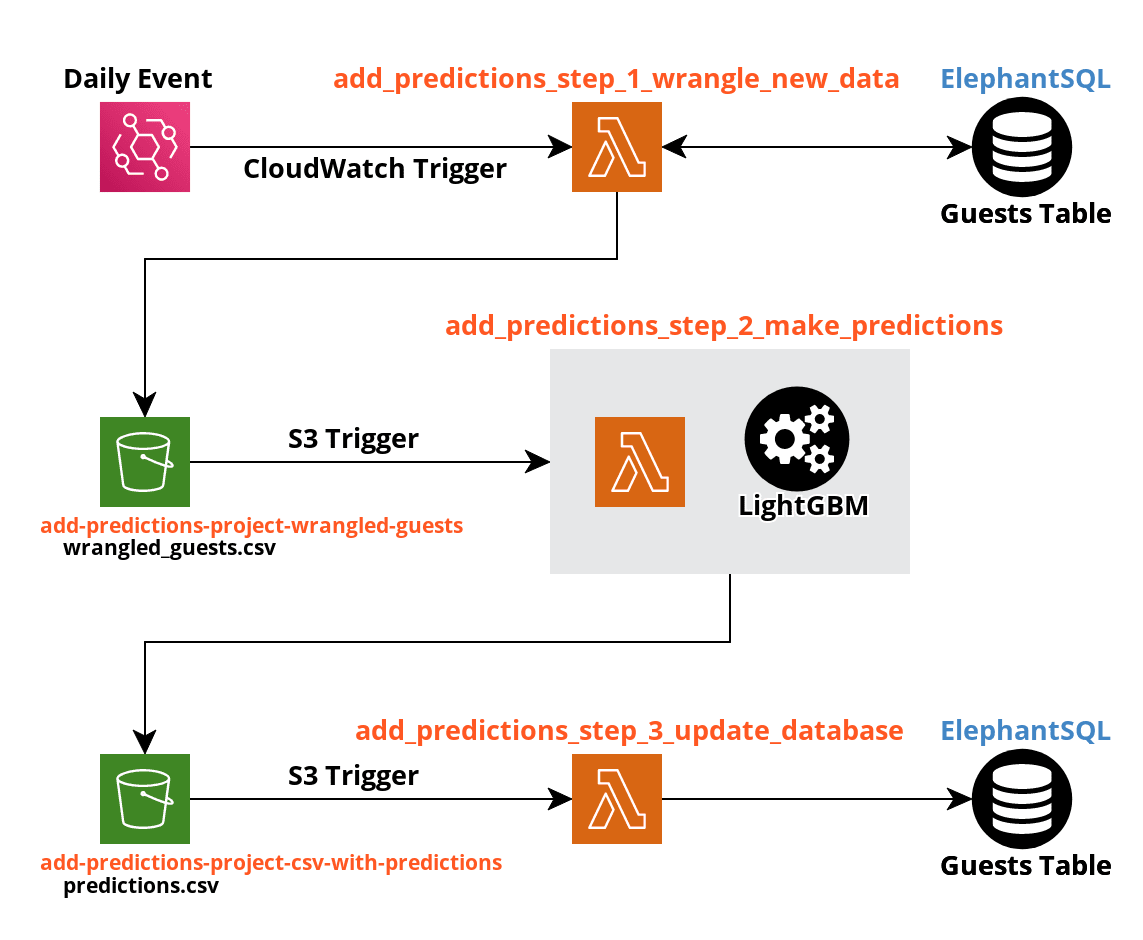 Daily Event
add_predictions_step_1_wrangle_new_data
ElephantSQL
CloudWatch Trigger
Guests Table
add_predictions_step_2_make_predictions
S3 Trigger
LightGBM
add-predictions-project-wrangled-guests
wrangled_guests.csv
add_predictions_step_3_update_database
ElephantSQL
S3 Trigger
add-predictions-project-csv-with-predictions
predictions.csv
Guests Table